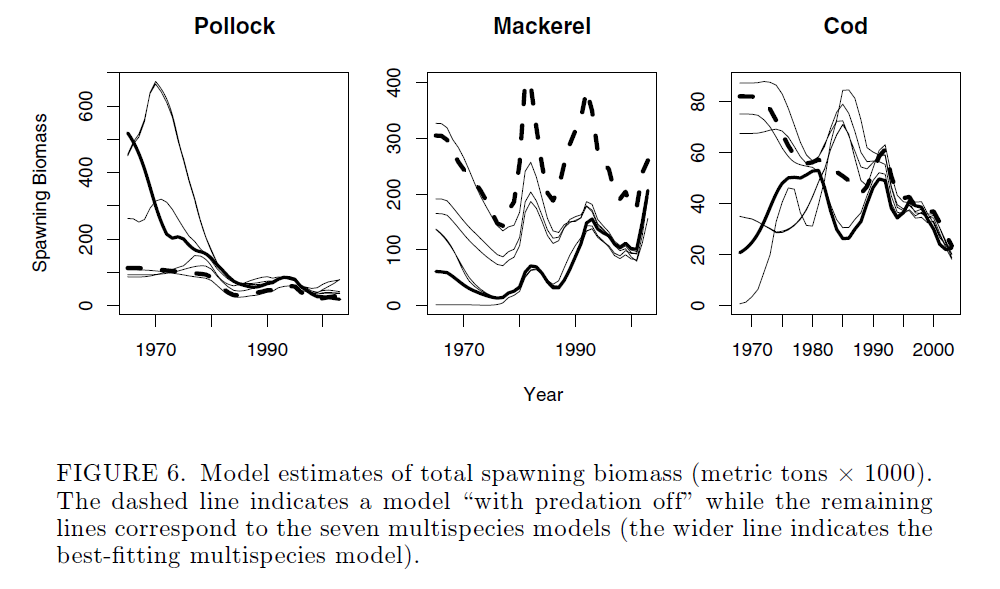 Pollock
Mackerel
Cod
Spawning Biomass
0
200
400
600
1970
1990
0
100
200
300
400
1970
1990
0
20
40
60
80
1970
1980
1990
2000
Year
FIGURE 6. Model estimates of total spawning biomass (metric tons × 1000).
The dashed line indicates a model “with predation off” while the remaining
lines correspond to the seven multispecies models (the wider line indicates the
best-fitting multispecies model).